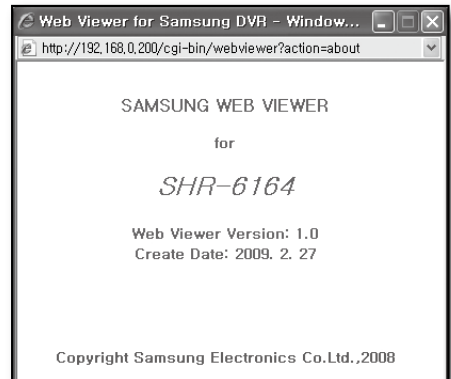 Web Viewer for Samsung DVR - Window...
http://192,168,0,200/cgi-bin/webviewer?action=about
SAMSUNG WEB VIEWER
for
SHR-6164
Web Viewer Version: 1.0
Create Date: 2009. 2. 27
Copyright Samsung Electronics Co.Ltd.,2008